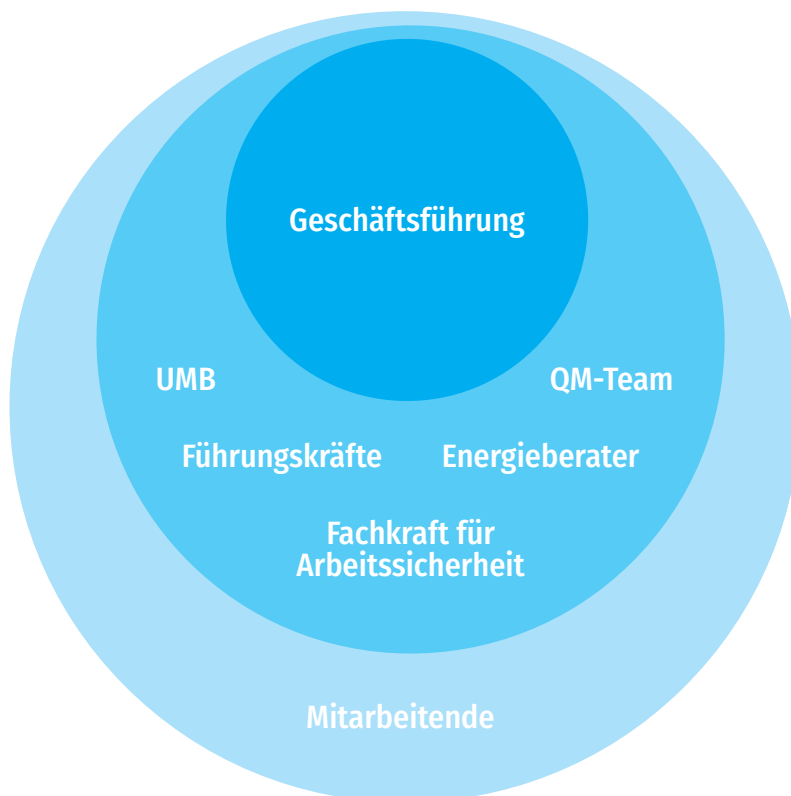 Geschäftsführung
UMB
QM-Team
Führungskräfte
Energieberater
Fachkraft für
Arbeitssicherheit
Mitarbeitende